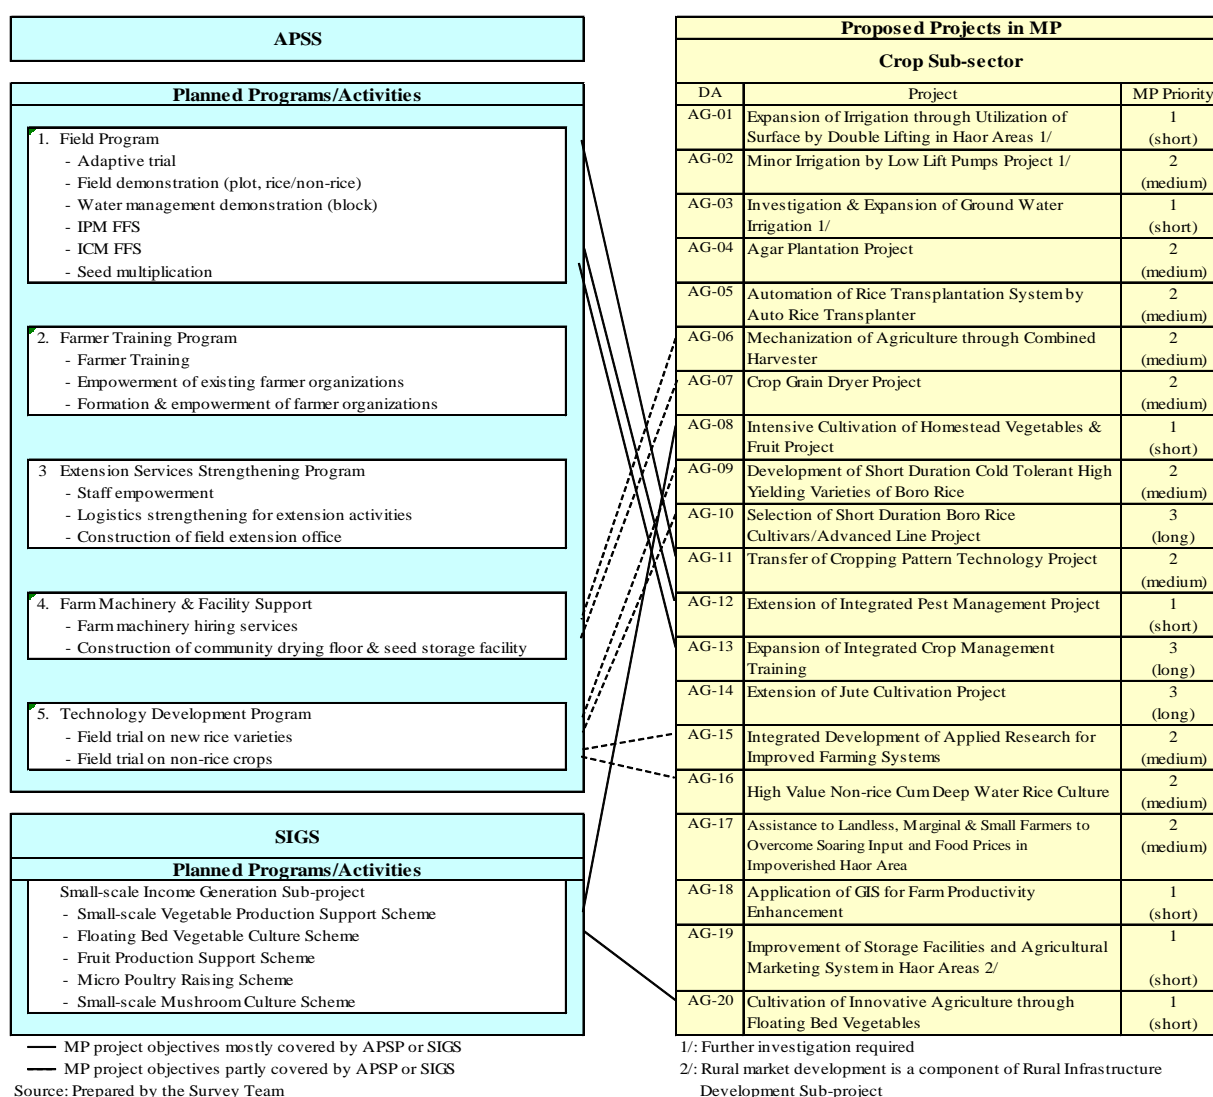 APSS
Planned Programs/Activities
1. Field Program
- Adaptive trial
- Field demonstration (plot, rice/non-rice)
- Water management demonstration (block)
- IPM FFS
- ICM FFS
- Seed multiplication
2. Farmer Training Program
- Farmer Training
- Empowerment of existing farmer organizations
- Formation & empowerment of farmer organizations
3 Extension Services Strengthening Program
- Staff empowerment
- Logistics strengthening for extension activities
- Construction of field extension office
4. Farm Machinery & Facility Support
- Farm machinery hiring services
- Construction of community drying floor & seed storage facility
5. Technology Development Program
- Field trial on new rice varieties
- Field trial on non-rice crops
SIGS
Planned Programs/Activities
Small-scale Income Generation Sub-project
- Small-scale Vegetable Production Support Scheme
- Floating Bed Vegetable Culture Scheme
- Fruit Production Support Scheme
- Micro Poultry Raising Scheme
- Small-scale Mushroom Culture Scheme
MP project objectives mostly covered by APSP or SIGS
MP project objectives partly covered by APSP or SIGS
Source: Prepared by the Survey Team
Proposed Projects in MP
Crop Sub-sector
DA Project MP Priority
AG-01 Expansion of Irrigation through Utilization of 1
Surface by Double Lifting in Haor Areas 1/ (short)
AG-02 Minor Irrigation by Low Lift Pumps Project 1/ 2
(medium)
AG-03 Investigation & Expansion of Ground Water 1
Irrigation 1/ (short)
AG-04 Agar Plantation Project 2
(medium)
AG-05 Automation of Rice Transplantation System by 2
Auto Rice Transplanter (medium)
AG-06 Mechanization of Agriculture through Combined 2
Harvester (medium)
AG-07 Crop Grain Dryer Project 2
(medium)
AG-08 Intensive Cultivation of Homestead Vegetables & 1
Fruit Project (short)
AG-09 Development of Short Duration Cold Tolerant High 2
Yielding Varieties of Boro Rice (medium)
AG-10 Selection of Short Duration Boro Rice 3
Cultivars/Advanced Line Project (long)
AG-11 Transfer of Cropping Pattern Technology Project 2
(medium)
AG-12 Extension of Integrated Pest Management Project 1
(short)
AG-13 Expansion of Integrated Crop Management 3
Training (long)
AG-14 Extension of Jute Cultivation Project 3
(long)
AG-15 Integrated Development of Applied Research for 2
Improved Farming Systems (medium)
AG-16 2
High Value Non-rice Cum Deep Water Rice Culture (medium)
AG-17 Assistance to Landless, Marginal & Small Farmers to 2
Overcome Soaring Input and Food Prices in (medium)
Impoverished Haor Area
AG-18 Application of GIS for Farm Productivity 1
Enhancement (short)
AG-19 1
Improvement of Storage Facilities and Agricultural
Marketing System in Haor Areas 2/ (short)
AG-20 Cultivation of Innovative Agriculture through 1
Floating Bed Vegetables (short)
1/: Further investigation required
2/: Rural market development is a component of Rural Infrastructure
Development Sub-project